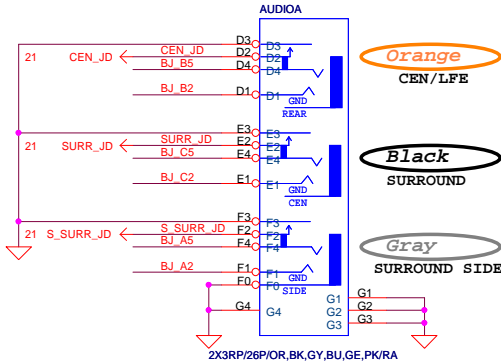 AUDIOA
D3 D3
21 CEN_JD CEN_JD D2 D2
BJ_B5 D4 D4
Orange
CEN/LFE
BJ_B2 D1 GND
REAR
E3 E3
21 SURR_JD SURR_JD E2 E2
BJ_C5 E4 E4
Black
SURROUND
BJ_C2 E1 E1 GND
CEN
F3 F3
21 S_SURR_JD S_SURR_JD F2 F2
BJ_A5 F4 F4
Gray
SURROUND SIDE
BJ_A2 F1 F1 GND
F0 F0 SIDE
G4 G4
G1 G1
G2 G2
G3 G3
2X3RP/26P/OR,BK,GY,BU,GE,PK/RA